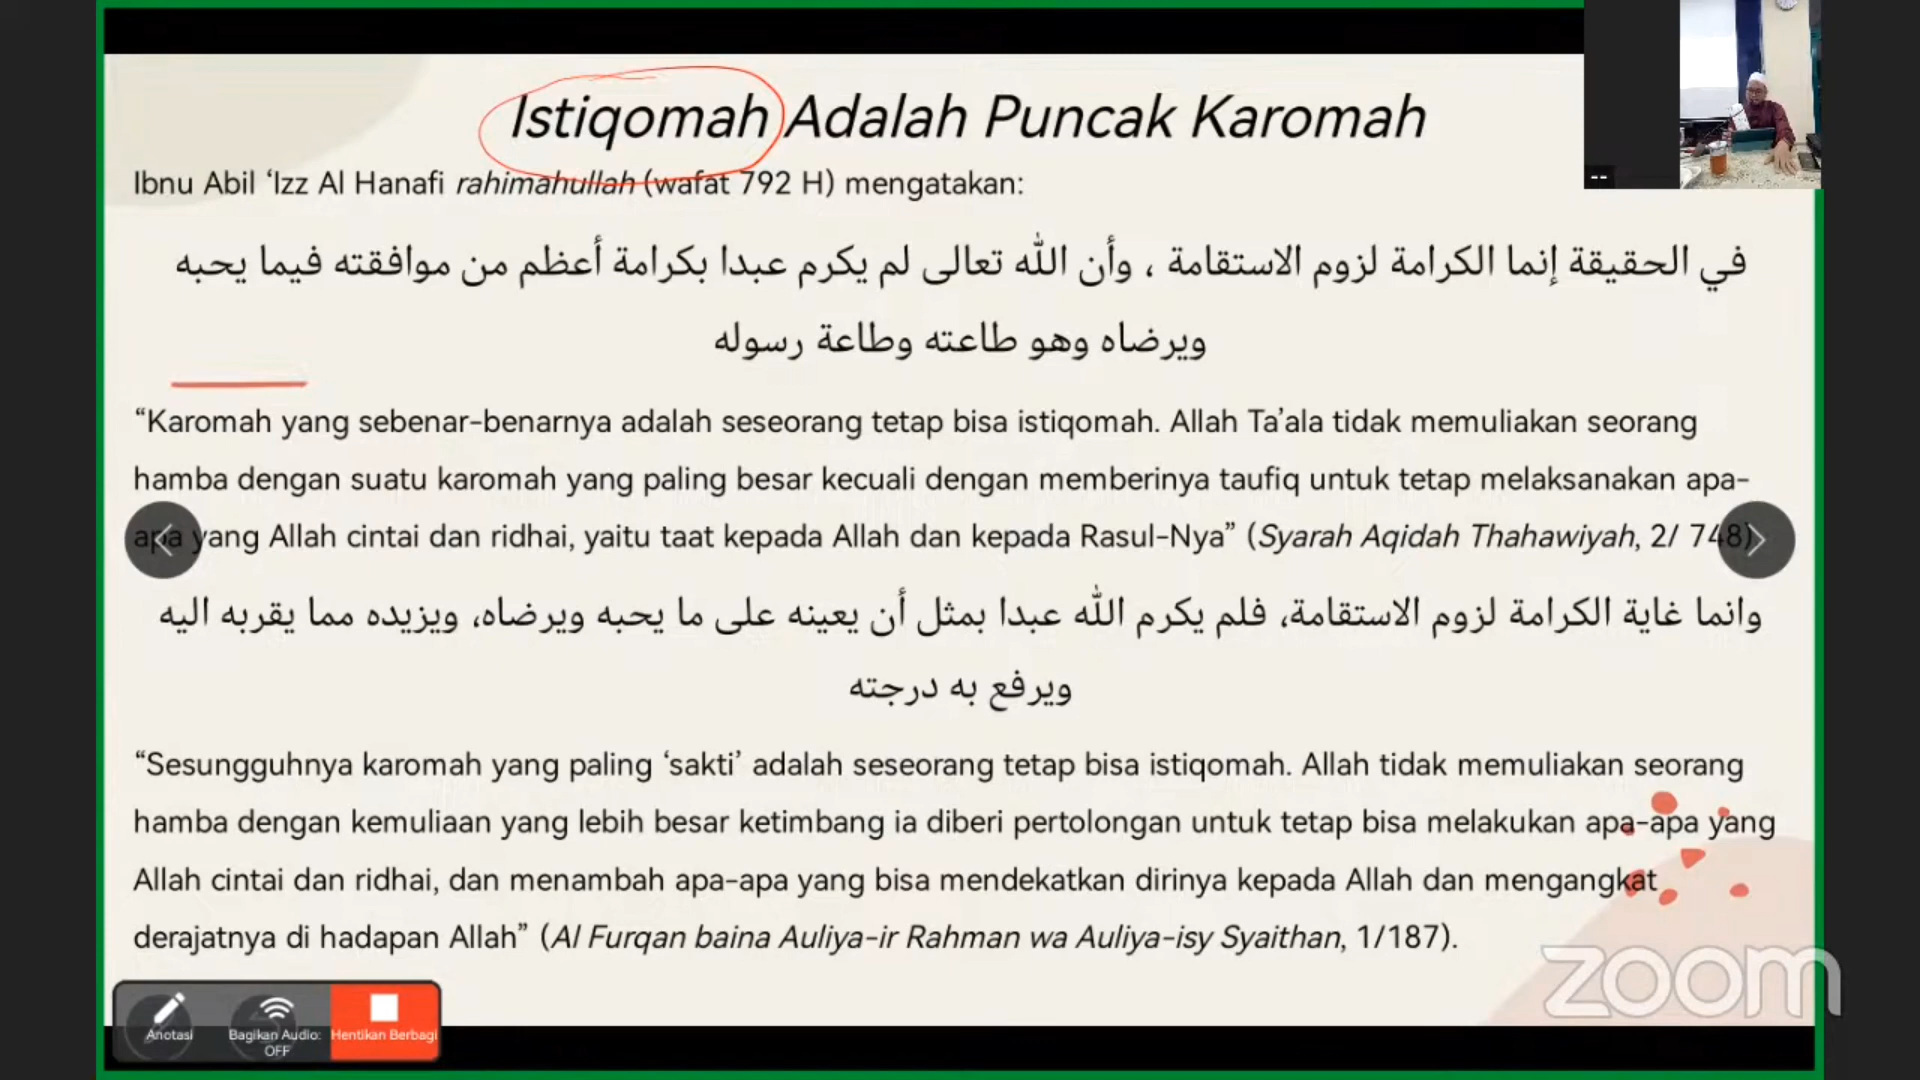 Istiqomah Adalah Puncak Karomah
Ibnu Abil ‘Izz Al Hanafi rahimahullah (wafat 792 H) mengatakan:
في الحقيقة إنما الكرامة لزوم الاستقامة ، وأن الله تعالى لم يكرم عبدا بكرامة أعظم من موافقته فيما يحبه
ويرضاه وهو طاعته وطاعة رسوله
“Karomah yang sebenar-benarnya adalah seseorang tetap bisa istiqomah. Allah Ta’ala tidak memuliakan seorang
hamba dengan suatu karomah yang paling besar kecuali dengan memberinya taufiq untuk tetap melaksanakan apa-
apa yang Allah cintai dan ridhai, yaitu taat kepada Allah dan kepada Rasul-Nya” (Syarah Aqidah Thahawiyah, 2/ 748)
وانما غاية الكرامة لزوم الاستقامة، فلم يكرم الله عبدا بمثل أن يعينه على ما يحبه ويرضاه، ويزيده مما يقربه اليه
ويرفع به درجته
“Sesungguhnya karomah yang paling ‘sakti’ adalah seseorang tetap bisa istiqomah. Allah tidak memuliakan seorang
hamba dengan kemuliaan yang lebih besar ketimbang ia diberi pertolongan untuk tetap bisa melakukan apa-apa yang
Allah cintai dan ridhai, dan menambah apa-apa yang bisa mendekatkan dirinya kepada Allah dan mengangkat
derajatnya di hadapan Allah” (Al Furqan baina Auliya-ir Rahman wa Auliya-isy Syaithan, 1/187).
zoom
Anotasi
Bagikan Audio:
OFF
Hentikan Berbagi
--